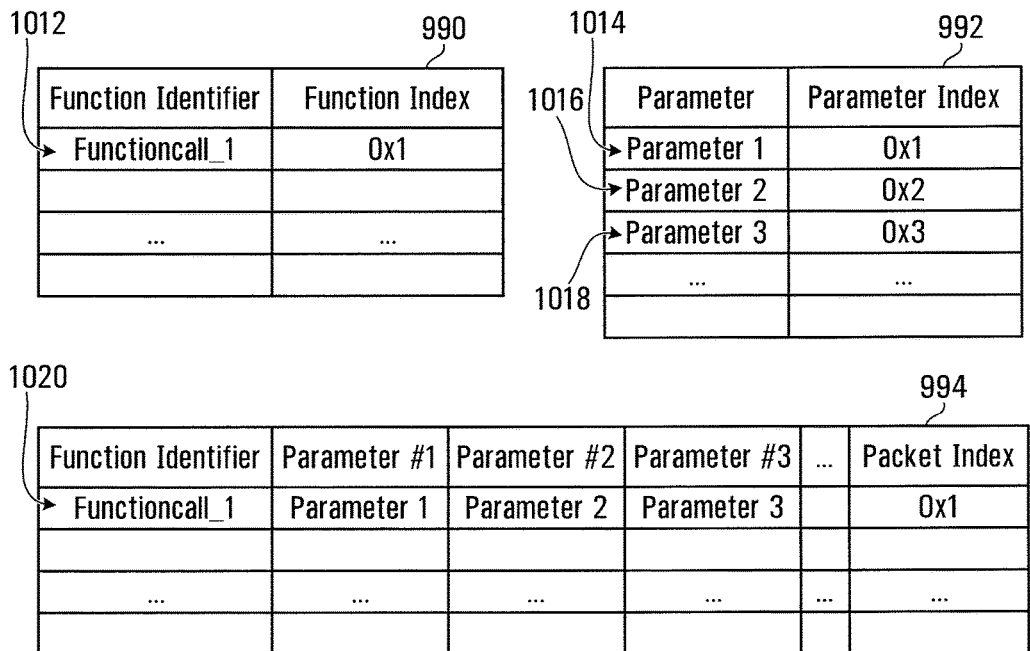 1012 990 1014 992
Function Identifier Function Index
1016 Parameter Parameter Index
Functioncall_1 0x1
Parameter 1 0x1
Parameter 2 0x2
... ...
Parameter 3 0x3
1018 ... ...
1020 994
Function Identifier Parameter #1 Parameter #2 Parameter #3 ... Packet Index
Functioncall_1 Parameter 1 Parameter 2 Parameter 3 0x1
... ... ... ... ... ...